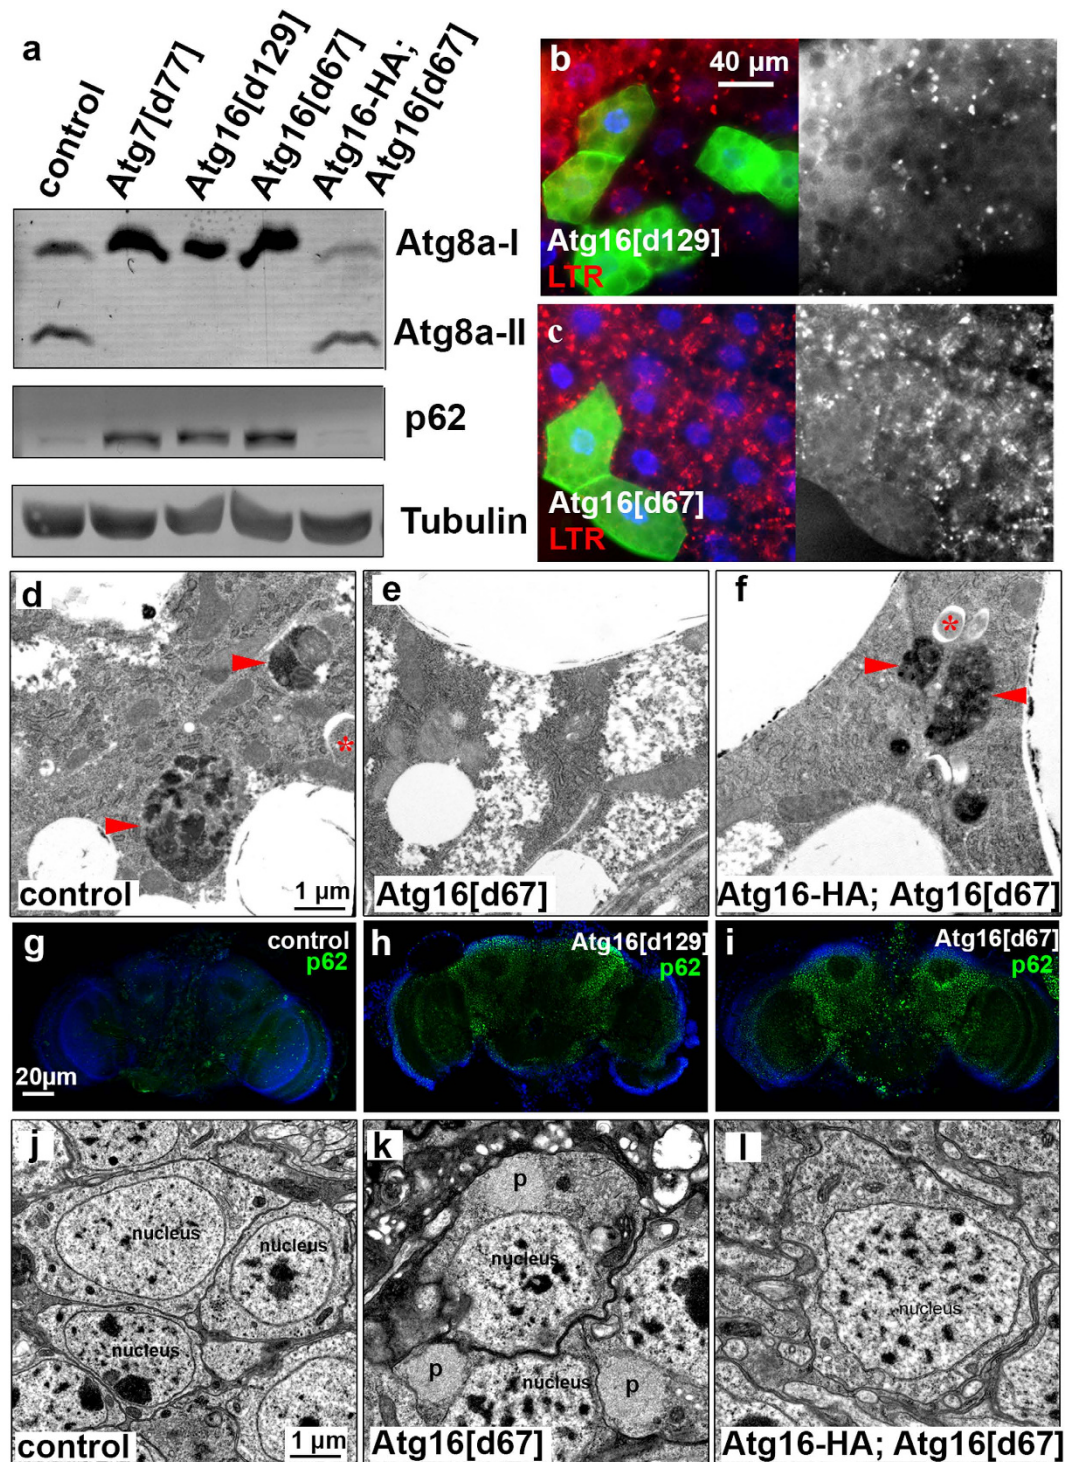 a
control
Atg7[d77]
Atg16[d129]
Atg16[d67]
Atg16-HA;
Atg16[d67]
Atg8a-I
Atg8a-II
p62
Tubulin
b
40 µm
Atg16[d129]
LTR
c
Atg16[d67]
LTR
d
*
control
1 µm
e
Atg16[d67]
f
*
Atg16-HA; Atg16[d67]
g
control
p62
20µm
h
Atg16[d129]
p62
i
Atg16[d67]
p62
j
nucleus
nucleus
nucleus
control
1 µm
k
p
nucleus
p
nucleus
p
Atg16[d67]
l
nucleus
Atg16-HA; Atg16[d67]